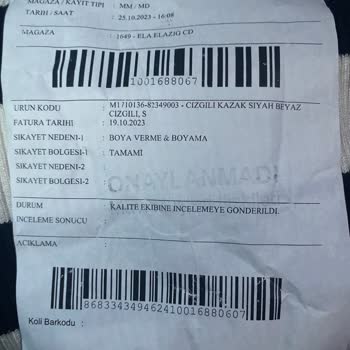 MAGAZA / KAYIT TIPI : MM / MD
TARIH / SAAT : 25.10.2023 - 16:08
MAGAZA : 1649 - ELA ELAZIG CD
1001688067
URUN KODU : M1710136-82349003 - CIZGILI KAZAK SIYAH BEYAZ
CIZGILI, S
FATURA TARIHI : 19.10.2023
SIKAYET NEDENI-1 : BOYA VERME & BOYAMA
SIKAYET BOLGESI-1 : TAMAMI
SIKAYET NEDENI-2 :
SIKAYET BOLGESI-2 :
DURUM : KALITE EKIBINE INCELEMEYE GONDERILDI.
INCELEME SONUCU :
ACIKLAMA :
868334349462410016880607
Koli Barkodu :